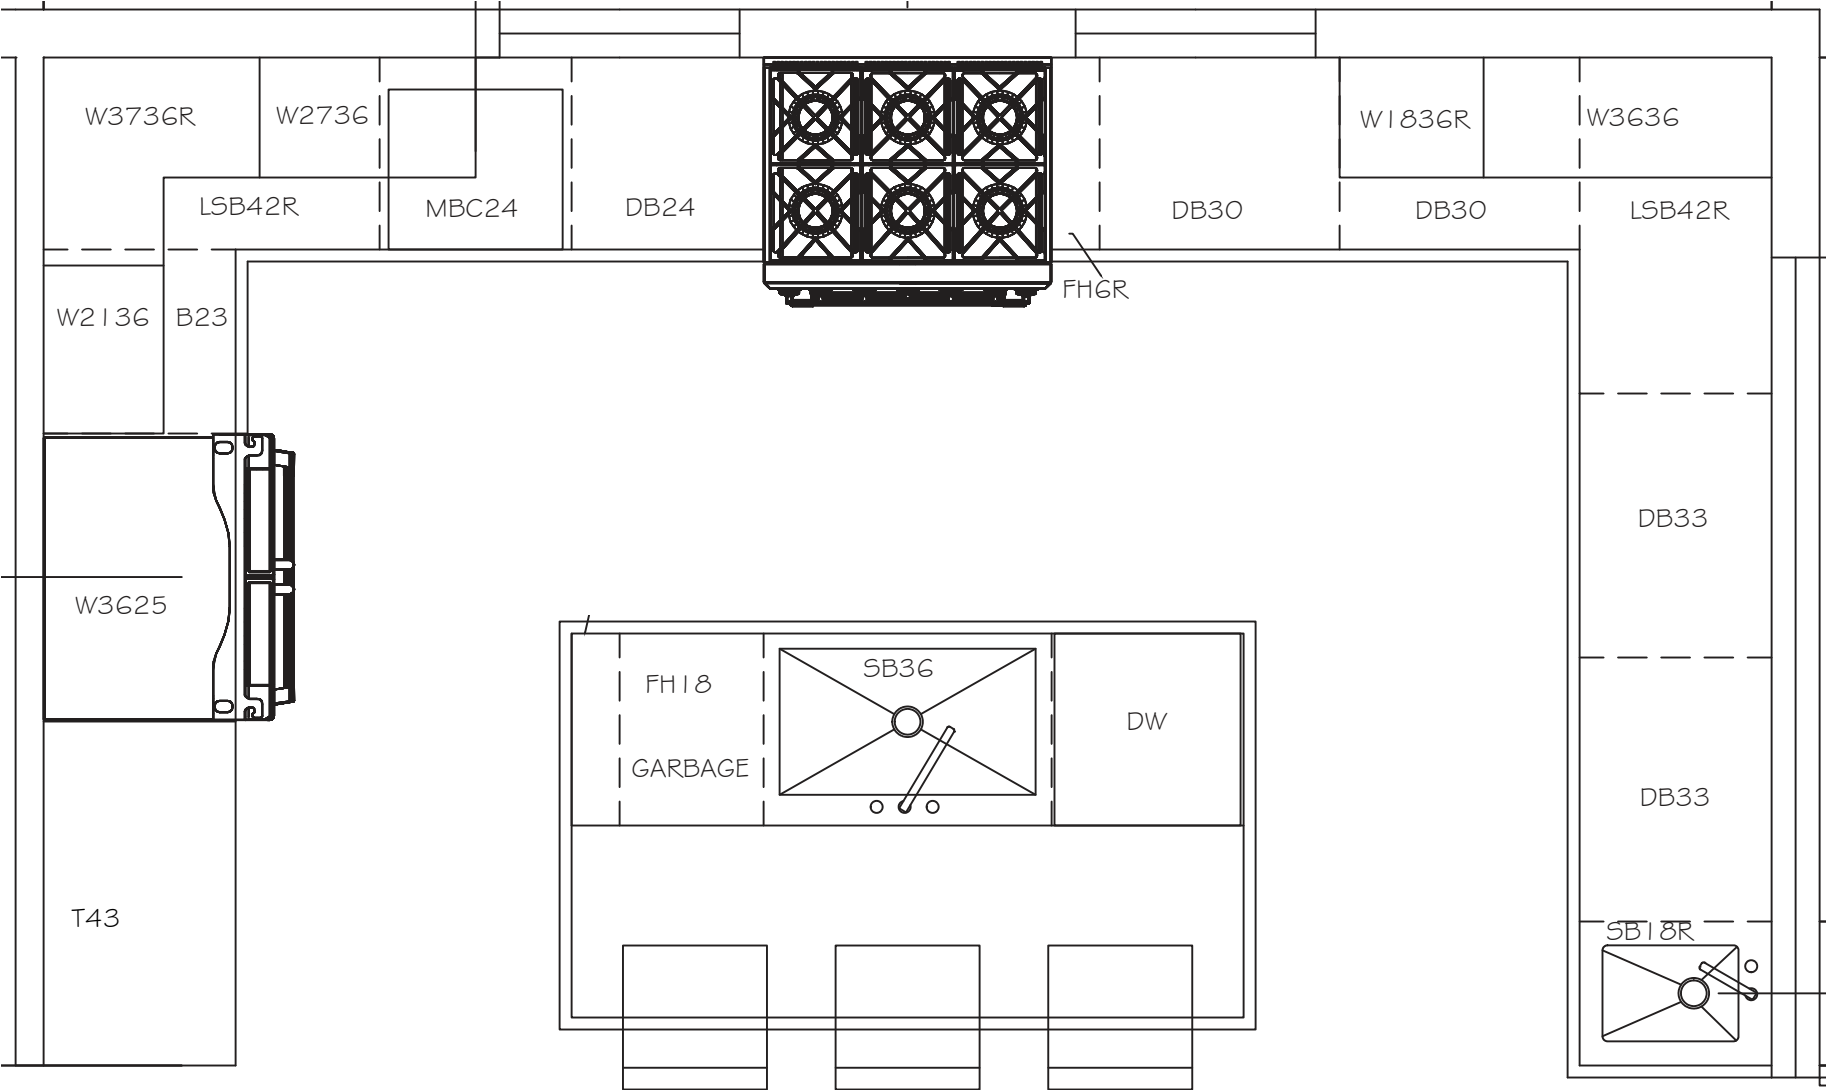 W3736R
W2736
W1836R
W3636
LSB42R
MBC24
DB24
DB30
DB30
LSB42R
FH6R
W2136
B23
DB33
W3625
FH18
SB36
DW
GARBAGE
DB33
T43
SB18R